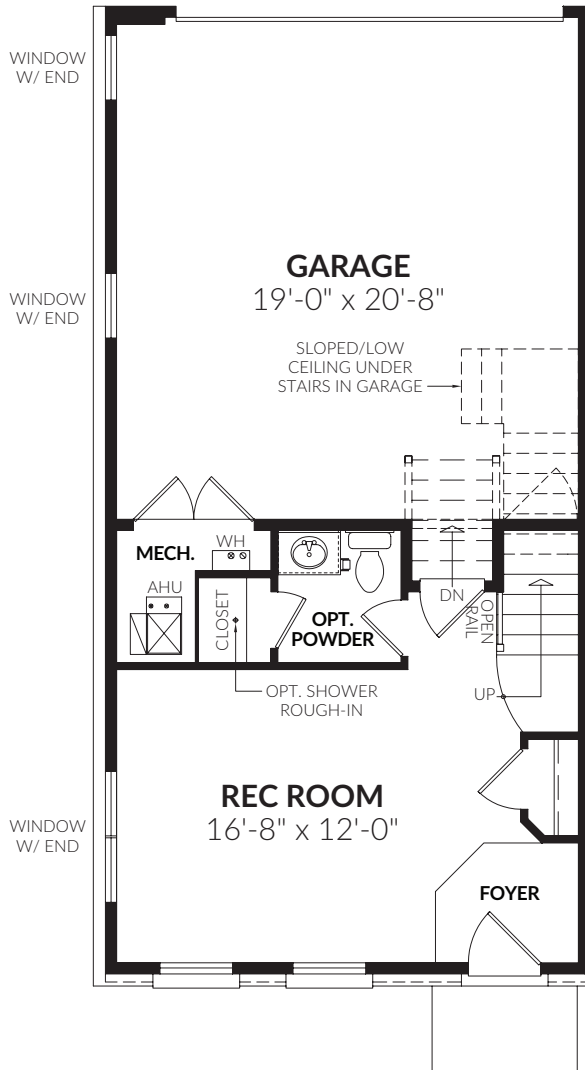 WINDOW
W/ END
GARAGE
19'-0" x 20'-8"
WINDOW
W/ END
SLOPED/LOW
CEILING UNDER
STAIRS IN GARAGE
MECH.
WH
AHU
CLOSET
OPT.
POWDER
DN
OPEN
RAIL
UP
OPT. SHOWER
ROUGH-IN
REC ROOM
16'-8" x 12'-0"
WINDOW
W/ END
FOYER